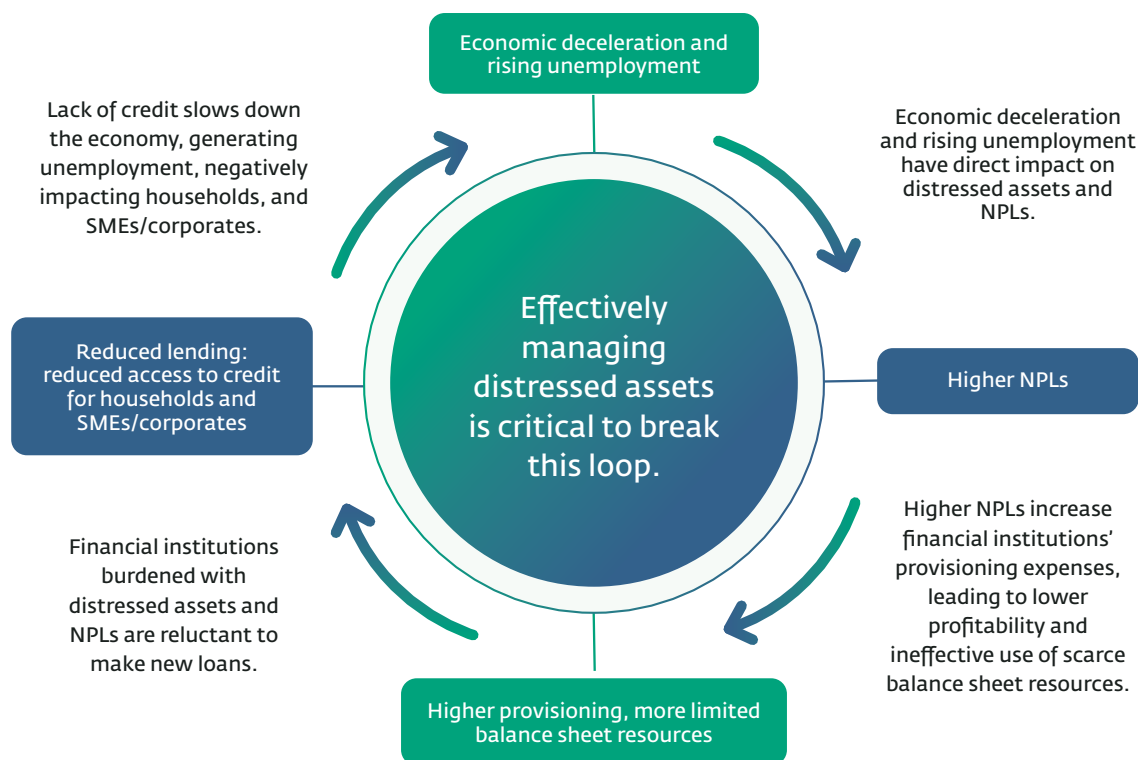 Economic deceleration and
rising unemployment
Lack of credit slows down
the economy, generating
unemployment, negatively
impacting households, and
SMEs/corporates.
Economic deceleration
and rising unemployment
have direct impact on
distressed assets and
NPLs.
Effectively
managing
distressed assets
is critical to break
this loop.
Reduced lending:
reduced access to credit
for households and
SMEs/corporates
Higher NPLs
Financial institutions
burdened with
distressed assets and
NPLs are reluctant to
make new loans.
Higher NPLs increase
financial institutions’
provisioning expenses,
leading to lower
profitability and
ineffective use of scarce
balance sheet resources.
Higher provisioning, more limited
balance sheet resources